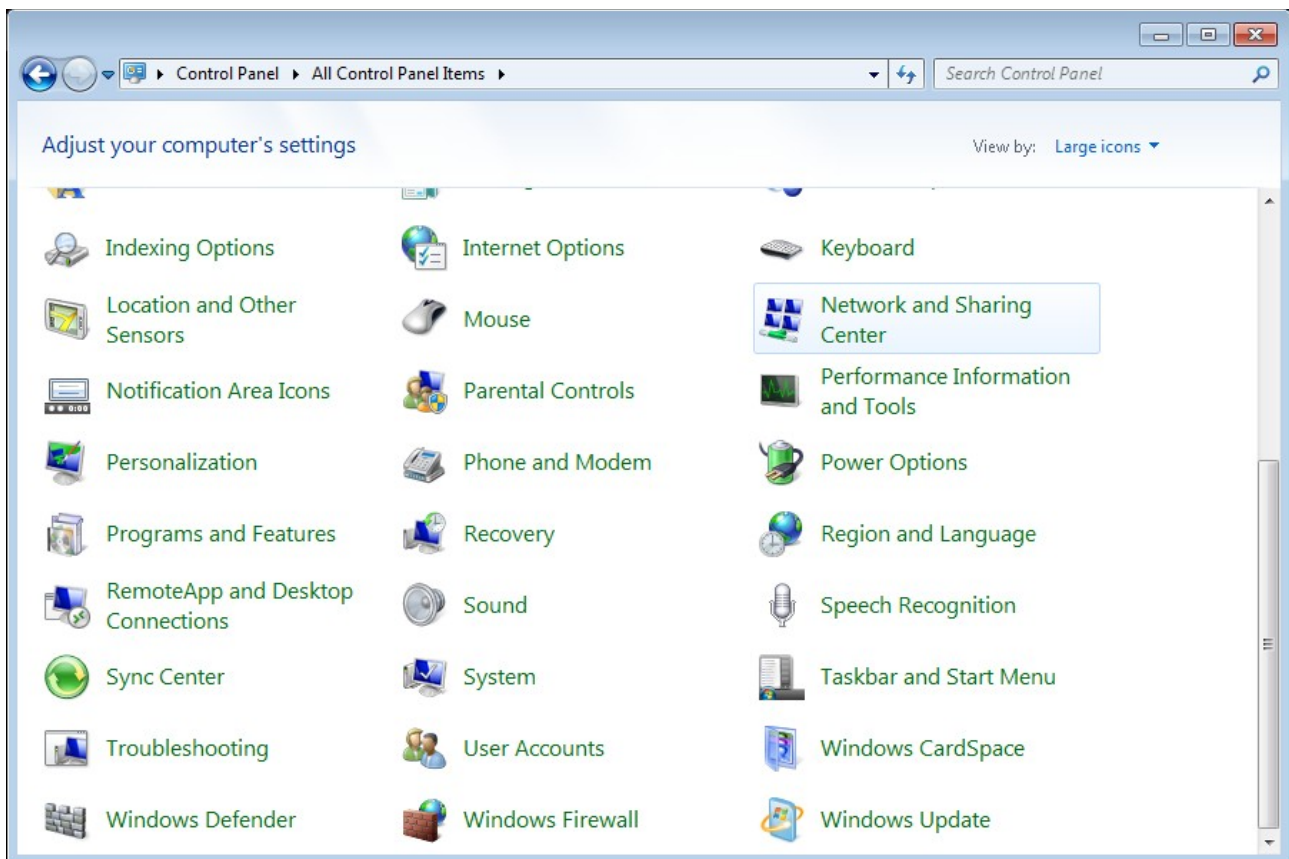 Control Panel All Control Panel Items Search Control Panel
Adjust your computer's settings View by: Large icons
Indexing Options Internet Options Keyboard
Location and Other Sensors Mouse Network and Sharing Center
Notification Area Icons Parental Controls Performance Information and Tools
Personalization Phone and Modem Power Options
Programs and Features Recovery Region and Language
RemoteApp and Desktop Connections Sound Speech Recognition
Sync Center System Taskbar and Start Menu
Troubleshooting User Accounts Windows CardSpace
Windows Defender Windows Firewall Windows Update